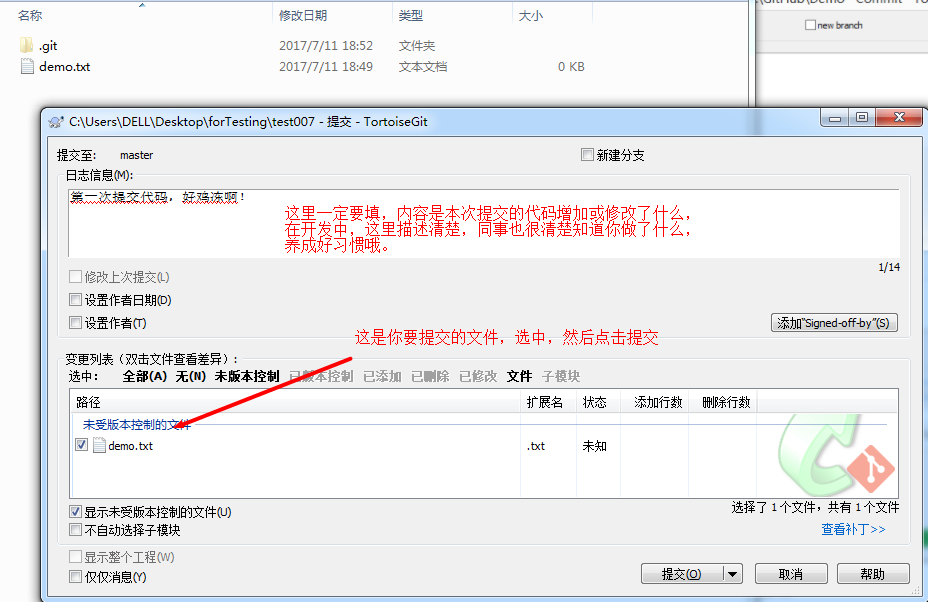 名称 修改日期 类型 大小
.git 2017/7/11 18:52 文件夹
demo.txt 2017/7/11 18:49 文本文档 0 KB
new branch
C:\Users\DELL\Desktop\forTesting\test007 - 提交 - TortoiseGit
提交至: master 新建分支
日志信息(M):
第一次提交代码，好鸡冻啊！
这里一定要填，内容是本次提交的代码增加或修改了什么，
在开发中，这里描述清楚，同事也很清楚知道你做了什么，
养成好习惯哦。
1/14
修改上次提交(L)
设置作者日期(D)
设置作者(T)
添加"Signed-off-by"(S)
这是你要提交的文件，选中，然后点击提交
变更列表（双击文件查看差异）:
选中: 全部(A) 无(N) 未版本控制 已版本控制 已添加 已删除 已修改 文件 子模块
路径 扩展名 状态 添加行数 删除行数
未受版本控制的文件
demo.txt .txt 未知
显示未受版本控制的文件(U)
选择了 1 个文件，共有 1 个文件
不自动选择子模块
查看补丁>>
显示整个工程(W)
仅仅消息(Y)
提交(O) 取消 帮助